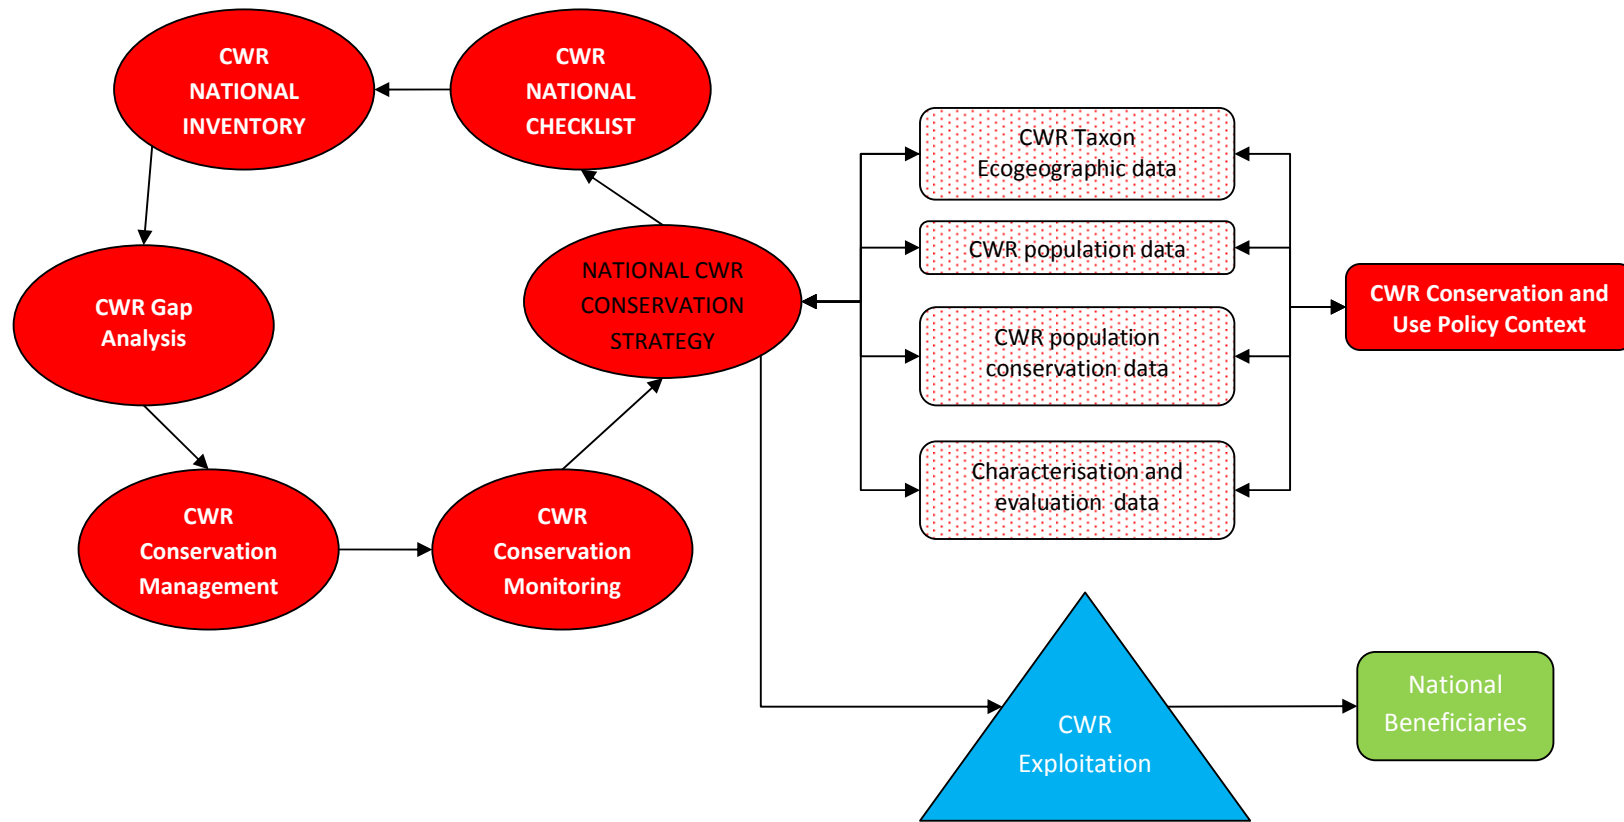 CWR
NATIONAL
INVENTORY
CWR
NATIONAL
CHECKLIST
CWR Gap
Analysis
NATIONAL CWR
CONSERVATION
STRATEGY
CWR
Conservation
Management
CWR
Conservation
Monitoring
CWR Taxon
Ecogeographic data
CWR population data
CWR population
conservation data
Characterisation and
evaluation  data
CWR Conservation and
Use Policy Context
CWR
Exploitation
National
Beneficiaries